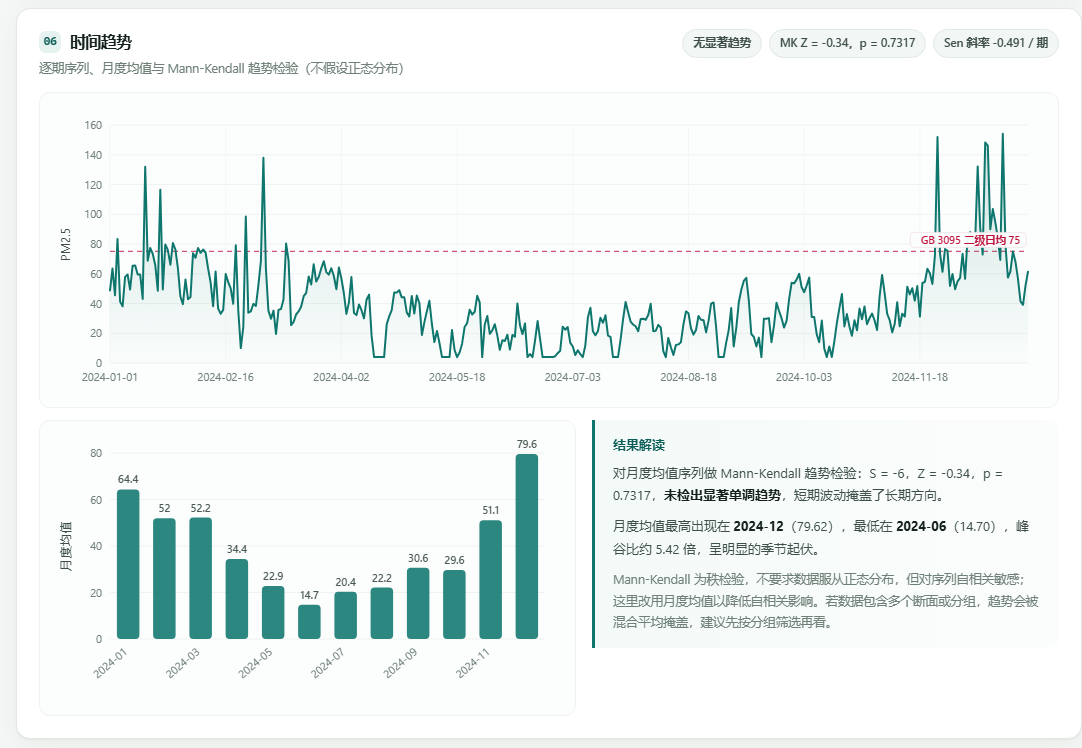 06 时间趋势
无显著趋势 MK Z = -0.34，p = 0.7317 Sen 斜率 -0.491 / 期
逐期序列、月度均值与 Mann-Kendall 趋势检验（不假设正态分布）
PM2.5
160
140
120
100
80
60
40
20
0
GB 3095 二级日均 75
2024-01-01 2024-02-16 2024-04-02 2024-05-18 2024-07-03 2024-08-18 2024-10-03 2024-11-18
月度均值
80
60
40
20
0
64.4 52 52.2 34.4 22.9 14.7 20.4 22.2 30.6 29.6 51.1 79.6
2024-01 2024-03 2024-05 2024-07 2024-09 2024-11
结果解读
对月度均值序列做 Mann-Kendall 趋势检验：S = -6，Z = -0.34，p =
0.7317，未检出显著单调趋势，短期波动掩盖了长期方向。
月度均值最高出现在 2024-12（79.62），最低在 2024-06（14.70），峰
谷比约 5.42 倍，呈明显的季节起伏。
Mann-Kendall 为秩检验，不要求数据服从正态分布，但对序列自相关敏感；
这里改用月度均值以降低自相关影响。若数据包含多个断面或分组，趋势会被
混合平均掩盖，建议先按分组筛选再看。